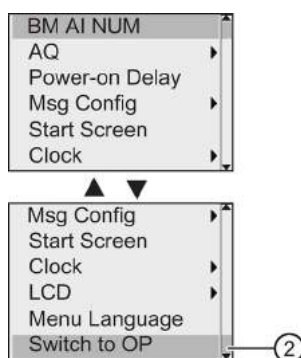 BM AI NUM
AQ
Power-on Delay
Msg Config
Start Screen
Clock
Msg Config
Start Screen
Clock
LCD
Menu Language
Switch to OP
2